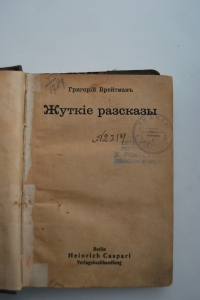 Григорій Брейтманъ
Жуткіе разсказы
Berlin
Heinrich Caspari
Verlagsbuchhandlung